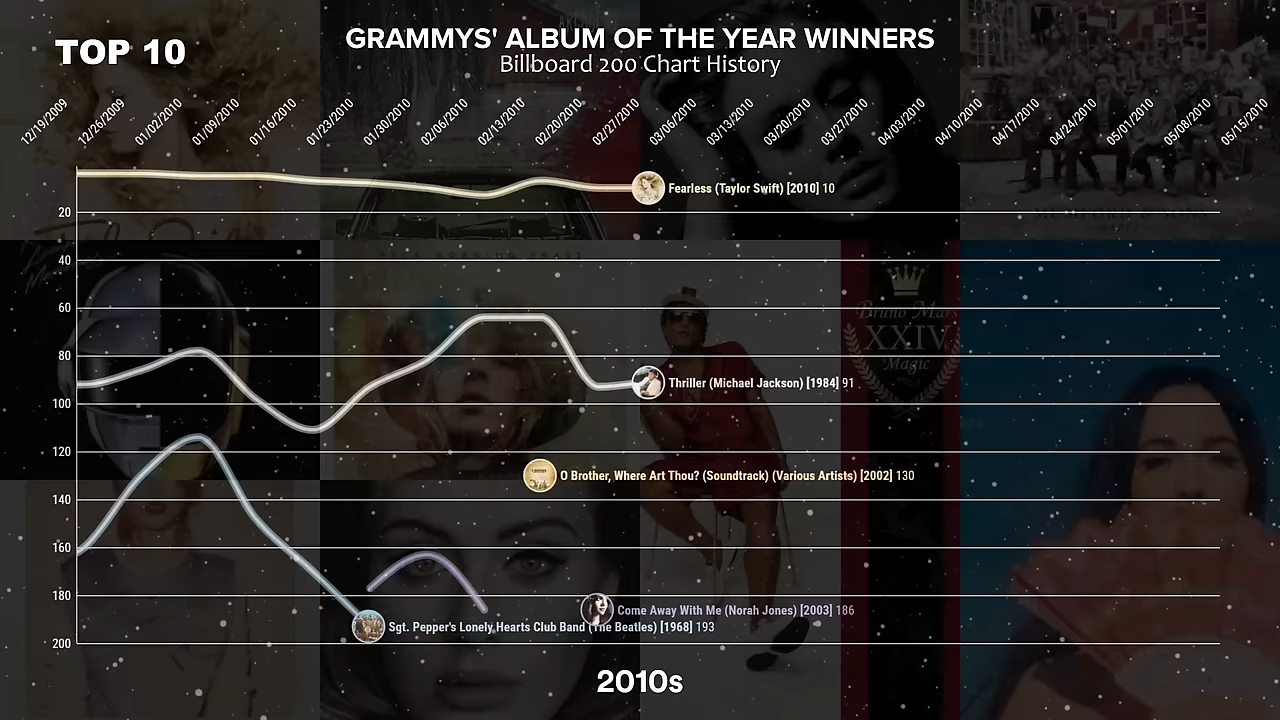 TOP 10
GRAMMYS' ALBUM OF THE YEAR WINNERS
Billboard 200 Chart History
12/19/2009
12/26/2009
01/02/2010
01/09/2010
01/16/2010
01/23/2010
01/30/2010
02/06/2010
02/13/2010
02/20/2010
02/27/2010
03/06/2010
03/13/2010
03/20/2010
03/27/2010
04/03/2010
04/10/2010
04/17/2010
04/24/2010
05/01/2010
05/08/2010
05/15/2010
Fearless (Taylor Swift) [2010] 10
20
40
60
Bruno Mars
XXIV
Magic
80
Thriller (Michael Jackson) [1984] 91
100
120
O Brother, Where Art Thou? (Soundtrack) (Various Artists) [2002] 130
140
160
180
Come Away With Me (Norah Jones) [2003] 186
Sgt. Pepper's Lonely Hearts Club Band (The Beatles) [1968] 193
200
2010s